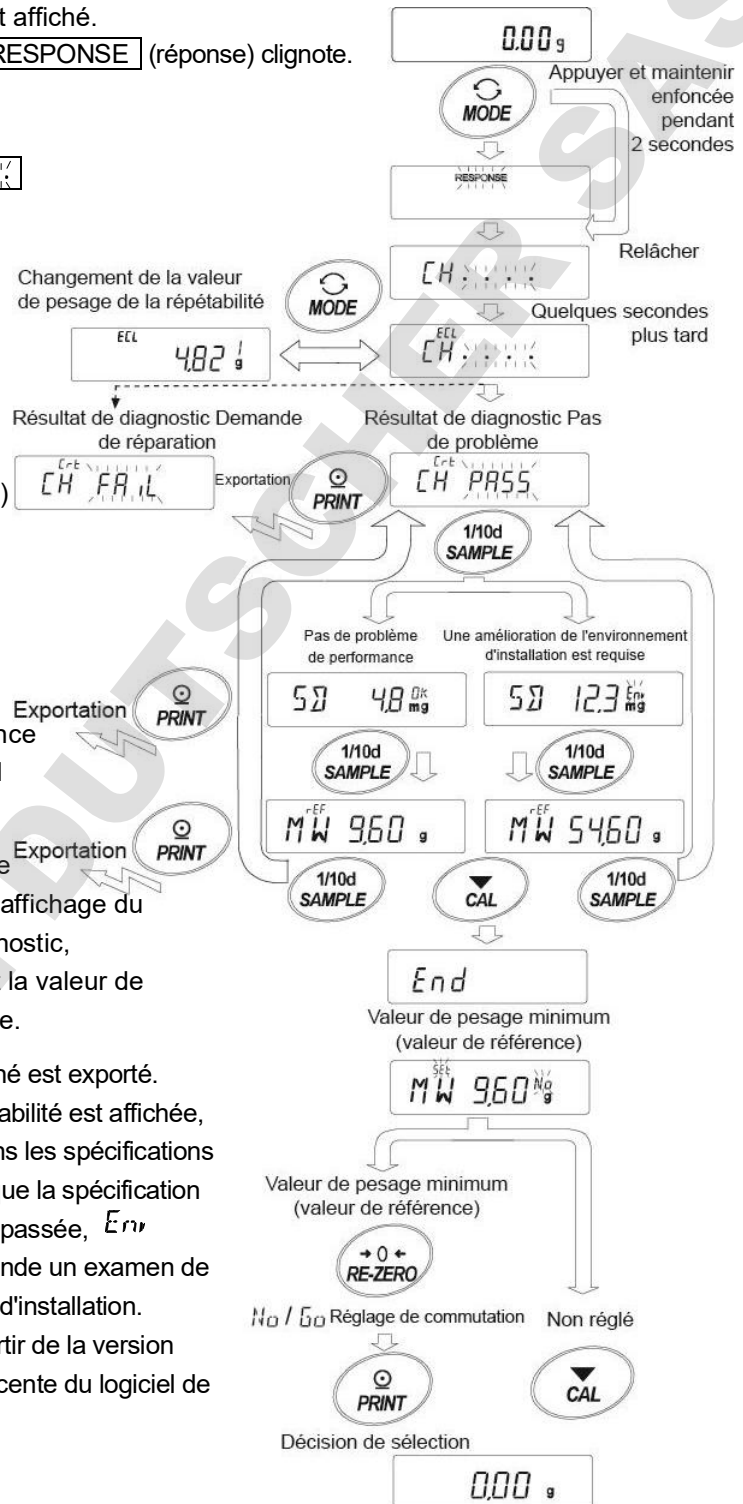 t affiché.
RESPONSE (réponse) clignote.
0.00 g
MODE
Appuyer et maintenir
enfoncée
pendant
2 secondes
RESPONSE
Relâcher
CH
Changement de la valeur
de pesage de la répétabilité
MODE
Quelques secondes
plus tard
ECL
4.821 g
ECL
CH
Résultat de diagnostic Demande
de réparation
Résultat de diagnostic Pas
de problème
)
Crt
CH FAiL
Exportation
PRINT
Crt
CH PASS
1/10d
SAMPLE
Pas de problème
de performance
Une amélioration de l'environnement
d'installation est requise
SD 4.8 OK mg
SD 12.3 Env mg
Exportation
PRINT
nce
1/10d
SAMPLE
1/10d
SAMPLE
rEF
MW 9.60 g
rEF
MW 54.60 g
Exportation
PRINT
e
1/10d
SAMPLE
CAL
1/10d
SAMPLE
affichage du
nostic,
t la valeur de
e.
End
Valeur de pesage minimum
(valeur de référence)
SEt
MW 9.60 No g
né est exporté.
abilité est affichée,
ns les spécifications
que la spécification
passée, Env
nde un examen de
d'installation.
rtir de la version
cente du logiciel de
Valeur de pesage minimum
(valeur de référence)
→ 0 ←
RE-ZERO
No / Go Réglage de commutation
Non réglé
PRINT
CAL
Décision de sélection
0.00 g
DUTSCHER SAS